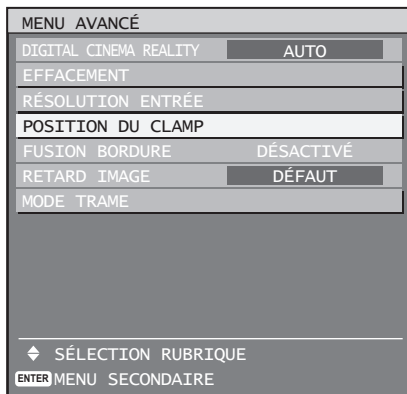 MENU AVANCÉ
DIGITAL CINEMA REALITY AUTO
EFFACEMENT
RÉSOLUTION ENTRÉE
POSITION DU CLAMP
FUSION BORDURE DÉSACTIVÉ
RETARD IMAGE DÉFAUT
MODE TRAME
SÉLECTION RUBRIQUE
ENTER MENU SECONDAIRE